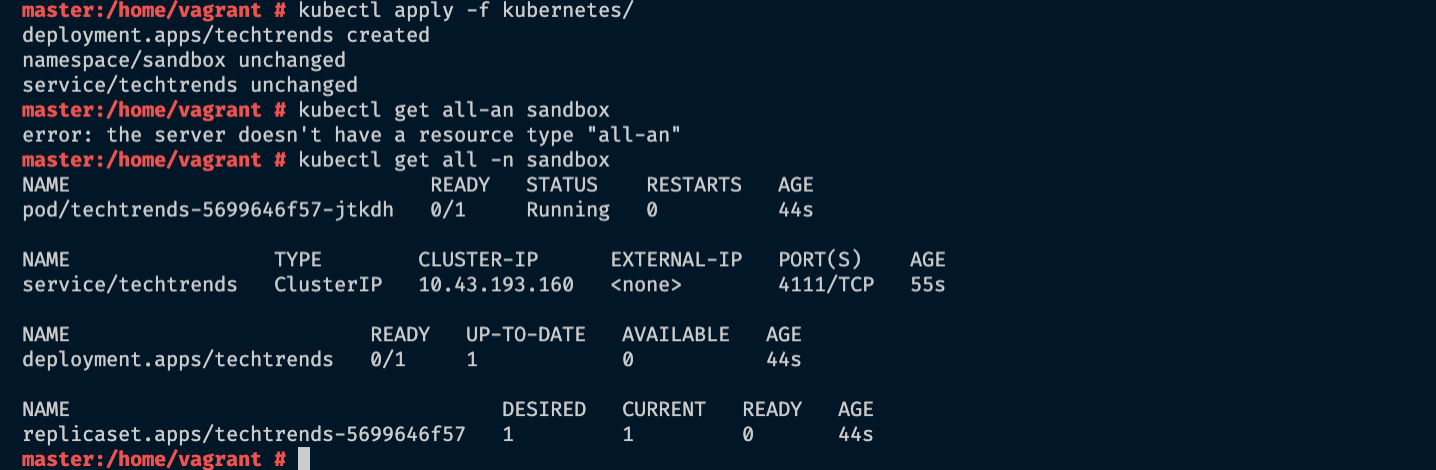 master:/home/vagrant # kubectl apply -f kubernetes/
deployment.apps/techtrends created
namespace/sandbox unchanged
service/techtrends unchanged
master:/home/vagrant # kubectl get all-an sandbox
error: the server doesn't have a resource type "all-an"
master:/home/vagrant # kubectl get all -n sandbox
NAME READY STATUS RESTARTS AGE
pod/techtrends-5699646f57-jtkdh 0/1 Running 0 44s
NAME TYPE CLUSTER-IP EXTERNAL-IP PORT(S) AGE
service/techtrends ClusterIP 10.43.193.160 <none> 4111/TCP 55s
NAME READY UP-TO-DATE AVAILABLE AGE
deployment.apps/techtrends 0/1 1 0 44s
NAME DESIRED CURRENT READY AGE
replicaset.apps/techtrends-5699646f57 1 1 0 44s
master:/home/vagrant #